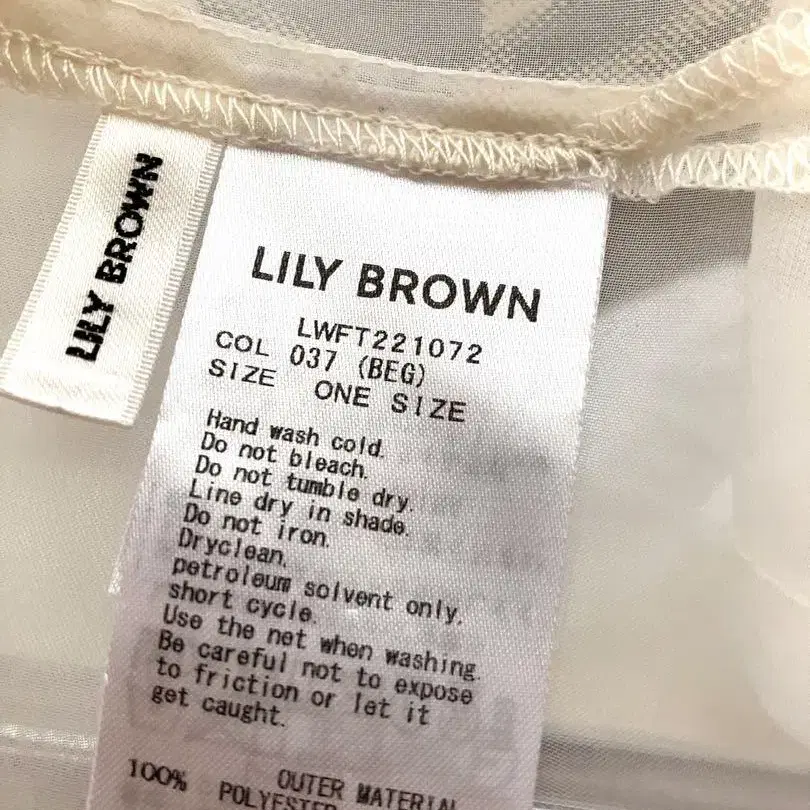 LILY BROWN
LILY BROWN
LWFT221072
COL 037 (BEG)
SIZE ONE SIZE
Hand wash cold.
Do not bleach.
Do not tumble dry.
Line dry in shade.
Do not iron.
Dryclean.
petroleum solvent only.
short cycle.
Use the net when washing.
Be careful not to expose
to friction or let it
get caught.
OUTER MATERIAL
100% POLYESTER